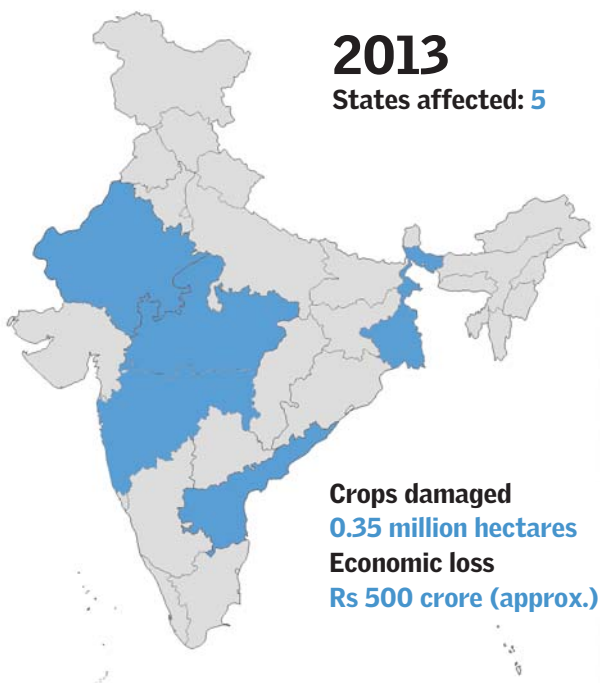 2013
States affected: 5
Crops damaged
0.35 million hectares
Economic loss
Rs 500 crore (approx.)